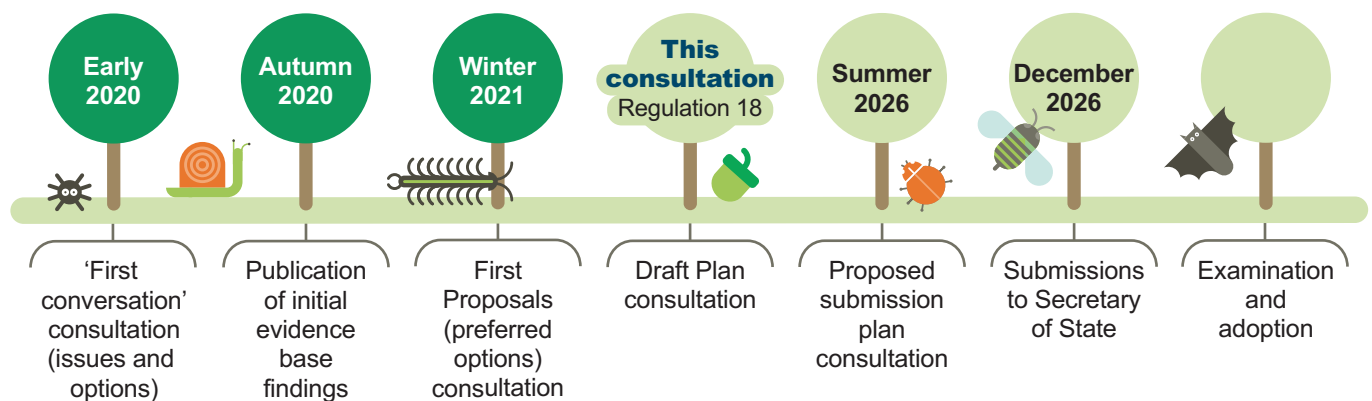 Early
2020
Autumn
2020
Winter
2021
This
consultation
Regulation 18
Summer
2026
December
2026
‘First
conversation’
consultation
(issues and
options)
Publication
of initial
evidence
base
findings
First
Proposals
(preferred
options)
consultation
Draft Plan
consultation
Proposed
submission
plan
consultation
Submissions
to Secretary
of State
Examination
and
adoption